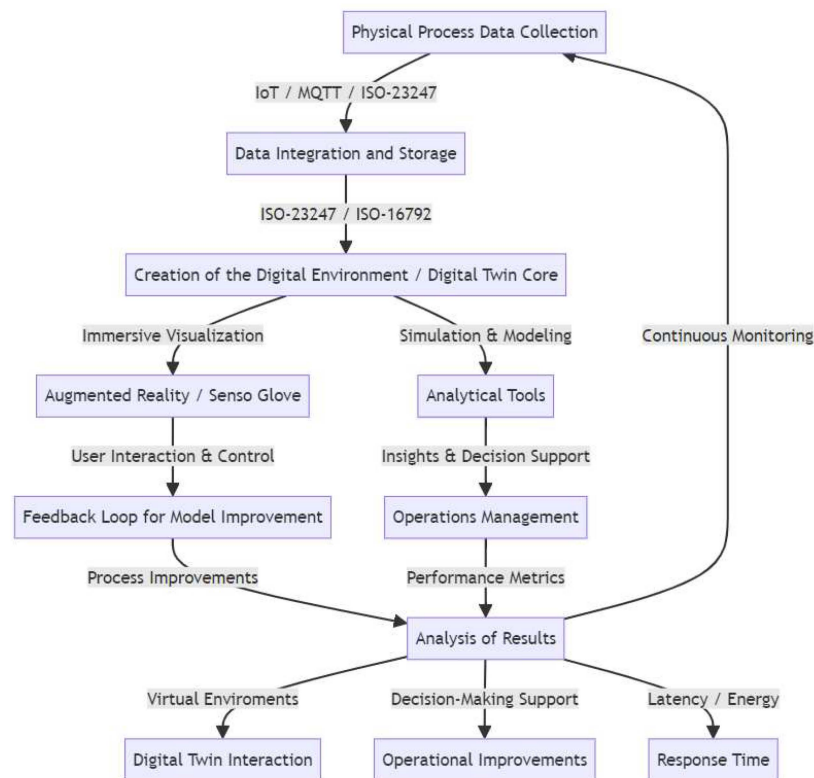 Physical Process Data Collection
IoT / MQTT / ISO-23247
Data Integration and Storage
ISO-23247 / ISO-16792
Creation of the Digital Environment / Digital Twin Core
Immersive Visualization
Simulation & Modeling
Continuous Monitoring
Augmented Reality / Senso Glove
Analytical Tools
User Interaction & Control
Insights & Decision Support
Feedback Loop for Model Improvement
Operations Management
Process Improvements
Performance Metrics
Analysis of Results
Virtual Enviroments
Decision-Making Support
Latency / Energy
Digital Twin Interaction
Operational Improvements
Response Time